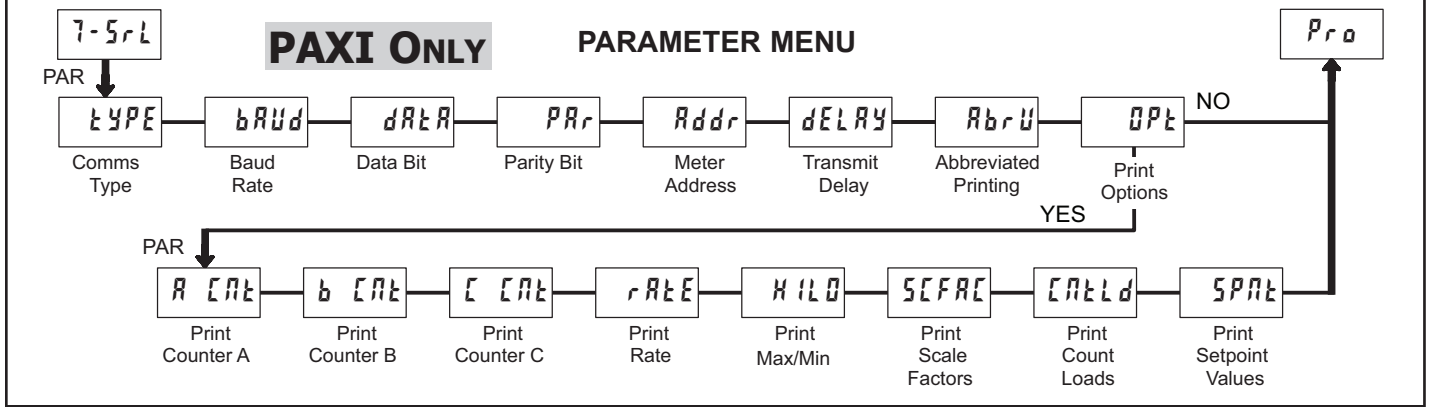 7-SrL
PAXI ONLY
PARAMETER MENU
Pro
PAR
tYPE
bAUd
dAtA
PAr
Addr
dELAY
AbrU
OPt
NO
Comms
Type
Baud
Rate
Data Bit
Parity Bit
Meter
Address
Transmit
Delay
Abbreviated
Printing
Print
Options
YES
PAR
A Cnt
b Cnt
C Cnt
rAtE
HILO
SCFAC
CntLd
SPnt
Print
Counter A
Print
Counter B
Print
Counter C
Print
Rate
Print
Max/Min
Print
Scale
Factors
Print
Count
Loads
Print
Setpoint
Values